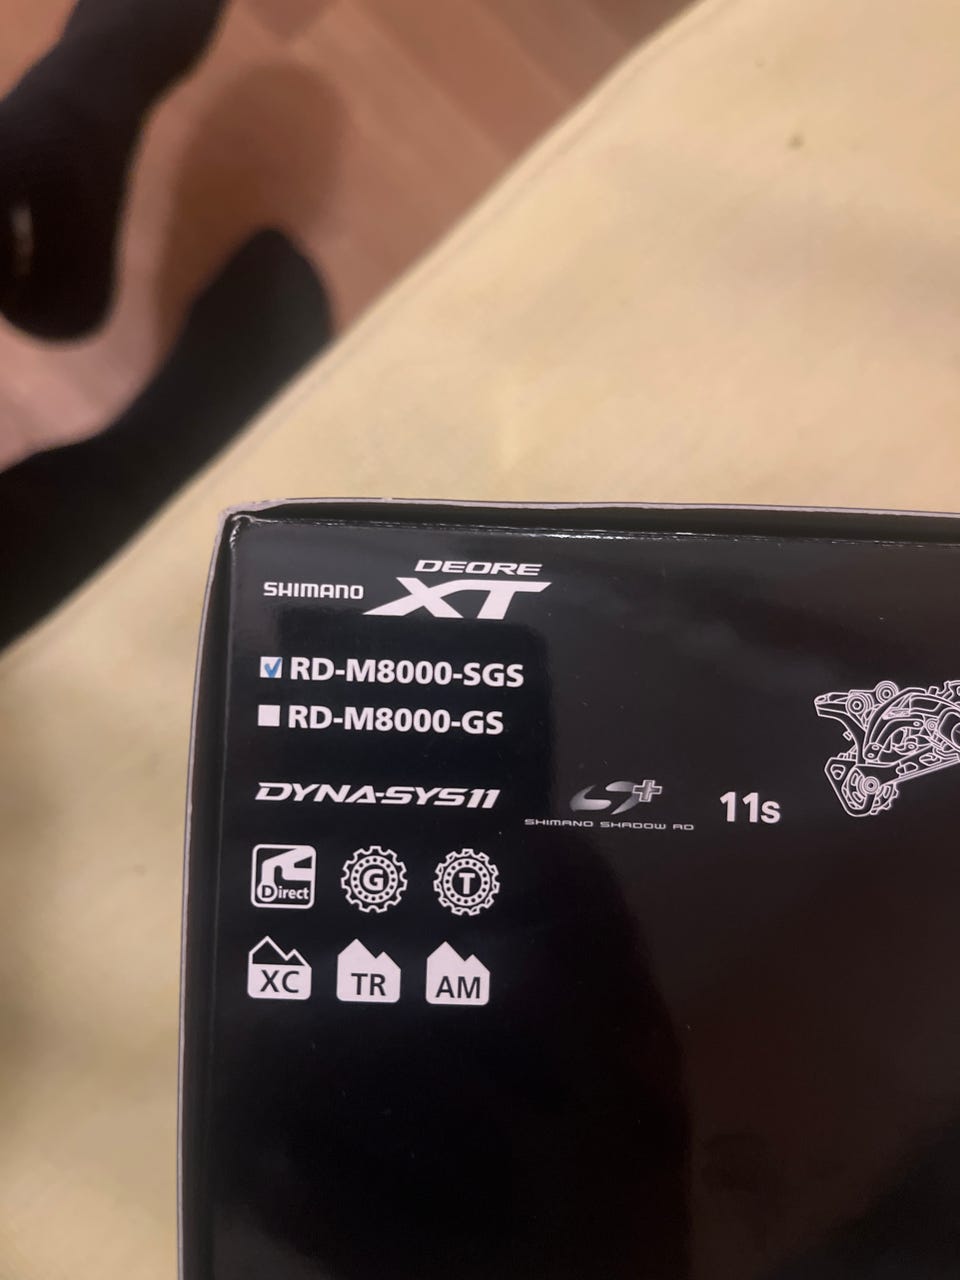 DEORE
SHIMANO XT
RD-M8000-SGS
RD-M8000-GS
DYNA-SYS11
S+
SHIMANO SHADOW RD
11s
Direct G T
XC TR AM